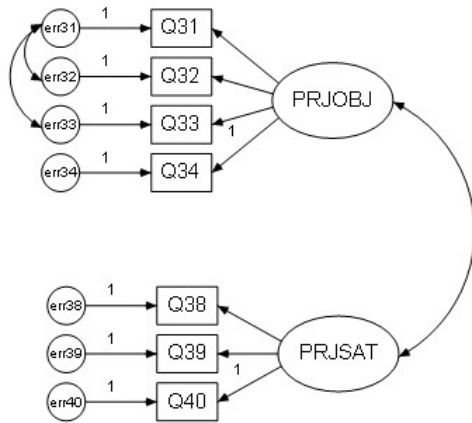 err31 1 Q31
err32 1 Q32
PRJOBJ
err33 1 Q33
1
err34 1 Q34
err38 1 Q38
err39 1 Q39
PRJSAT
1
err40 1 Q40